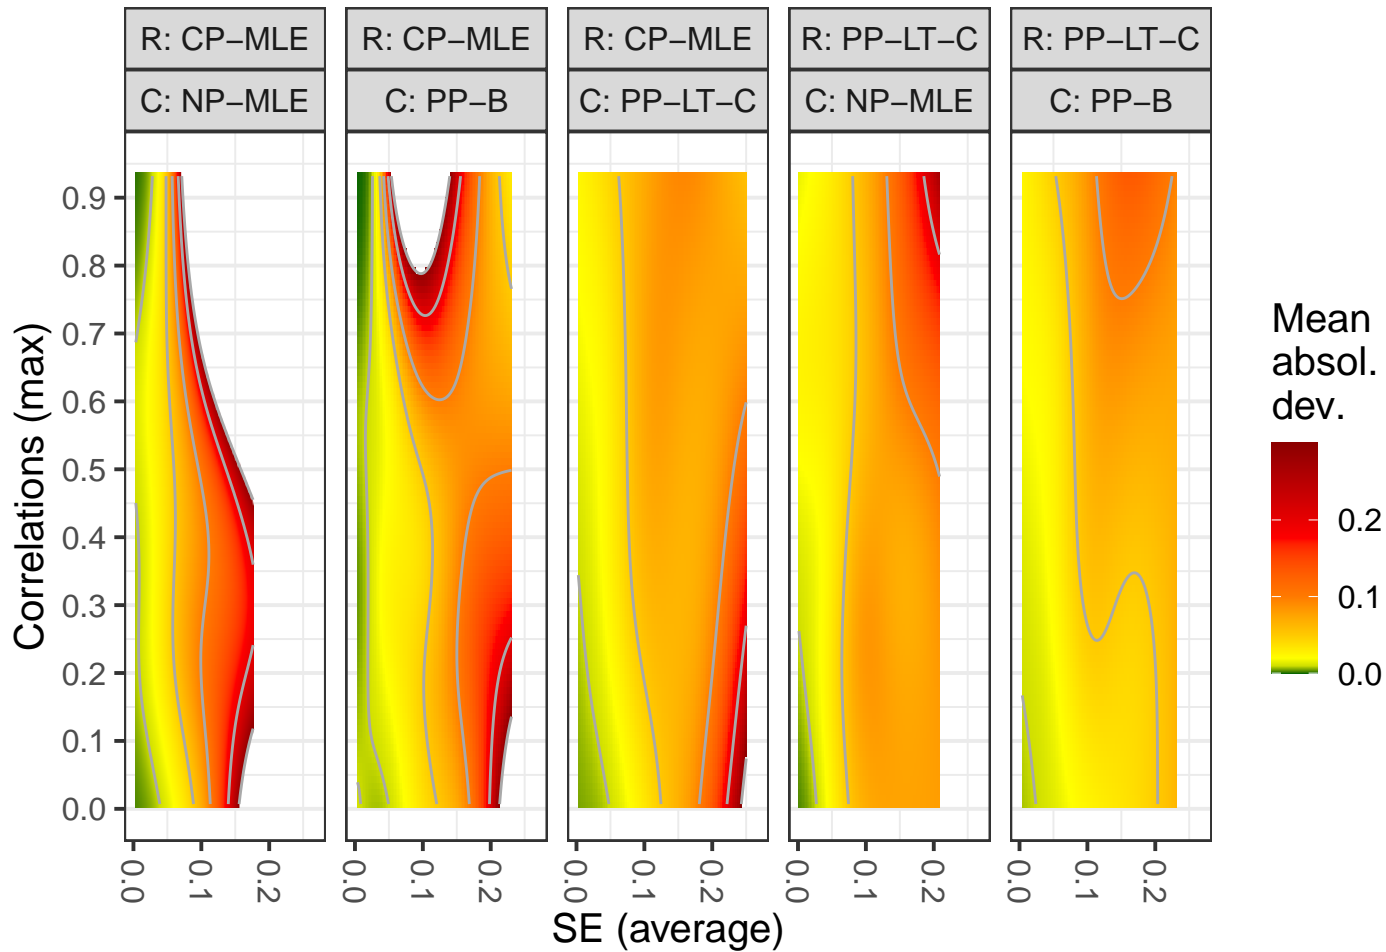 R: CP−MLE
R: CP−MLE
R: CP−MLE
R: PP−LT−C
R: PP−LT−C
C: NP−MLE
C: PP−B
C: PP−LT−C
C: NP−MLE
C: PP−B
Correlations (max)
0.9
0.8
0.7
0.6
0.5
0.4
0.3
0.2
0.1
0.0
0.0
0.1
0.2
0.0
0.1
0.2
0.0
0.1
0.2
0.0
0.1
0.2
0.0
0.1
0.2
SE (average)
Mean
absol.
dev.
0.2
0.1
0.0